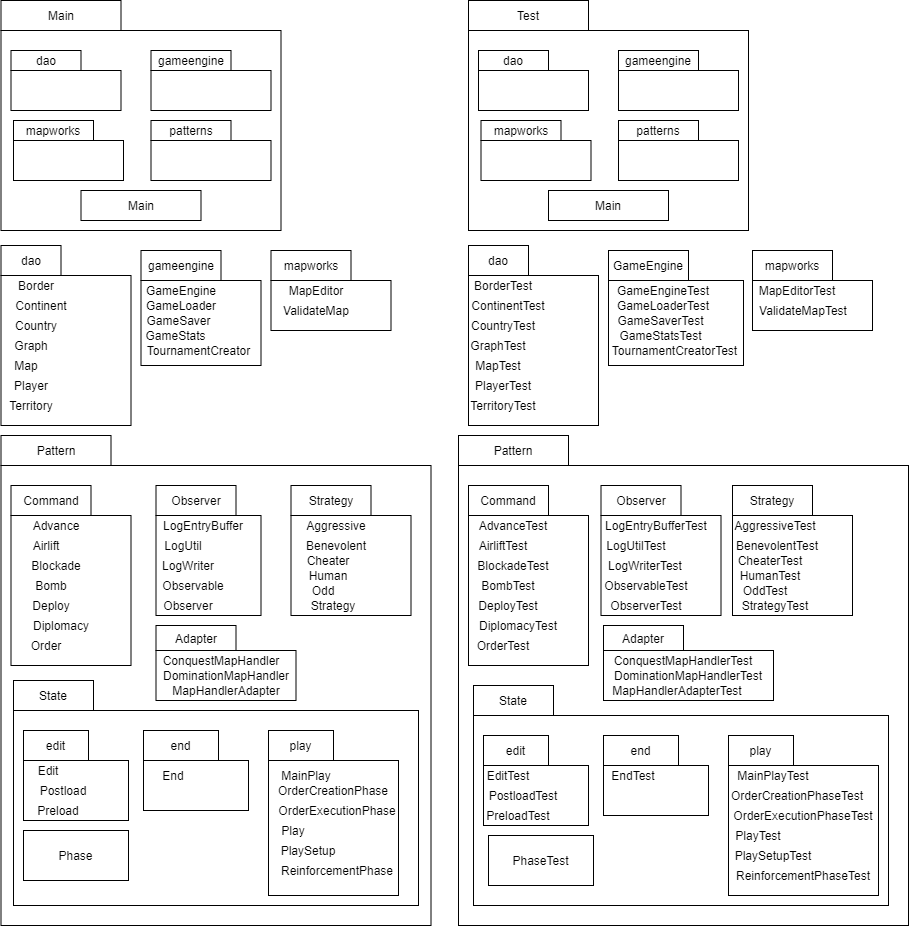 Main
dao
gameengine
mapworks
patterns
Main
Test
dao
gameengine
mapworks
patterns
Main
dao
Border
Continent
Country
Graph
Map
Player
Territory
gameengine
GameEngine
GameLoader
GameSaver
GameStats
TournamentCreator
mapworks
MapEditor
ValidateMap
dao
BorderTest
ContinentTest
CountryTest
GraphTest
MapTest
PlayerTest
TerritoryTest
GameEngine
GameEngineTest
GameLoaderTest
GameSaverTest
GameStatsTest
TournamentCreatorTest
mapworks
MapEditorTest
ValidateMapTest
Pattern
Command
Advance
Airlift
Blockade
Bomb
Deploy
Diplomacy
Order
Observer
LogEntryBuffer
LogUtil
LogWriter
Observable
Observer
Strategy
Aggressive
Benevolent
Cheater
Human
Odd
Strategy
Adapter
ConquestMapHandler
DominationMapHandler
MapHandlerAdapter
State
edit
Edit
Postload
Preload
end
End
play
MainPlay
OrderCreationPhase
OrderExecutionPhase
Play
PlaySetup
ReinforcementPhase
Phase
Pattern
Command
AdvanceTest
AirliftTest
BlockadeTest
BombTest
DeployTest
DiplomacyTest
OrderTest
Observer
LogEntryBufferTest
LogUtilTest
LogWriterTest
ObservableTest
ObserverTest
Strategy
AggressiveTest
BenevolentTest
CheaterTest
HumanTest
OddTest
StrategyTest
Adapter
ConquestMapHandlerTest
DominationMapHandlerTest
MapHandlerAdapterTest
State
edit
EditTest
PostloadTest
PreloadTest
end
EndTest
play
MainPlayTest
OrderCreationPhaseTest
OrderExecutionPhaseTest
PlayTest
PlaySetupTest
ReinforcementPhaseTest
PhaseTest